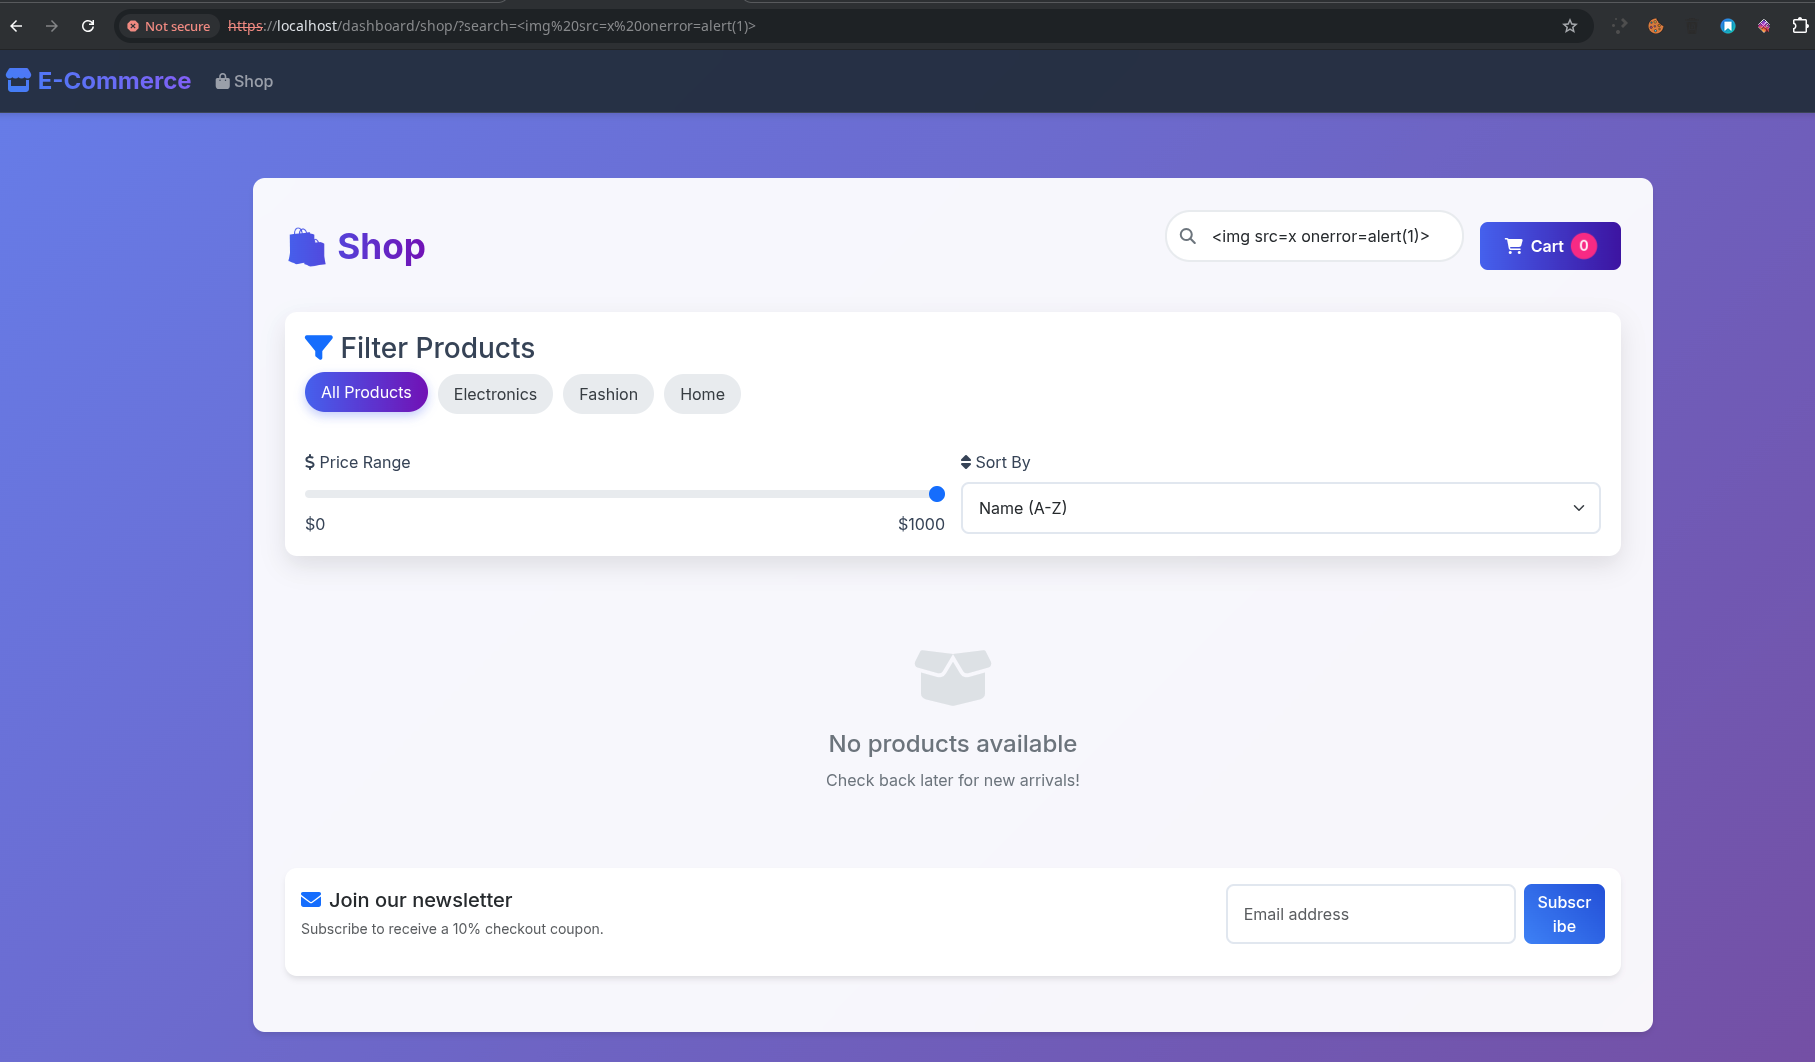 Not secure https://localhost/dashboard/shop/?search=<img%20src=x%20onerror=alert(1)>
E-Commerce Shop
Shop
<img src=x onerror=alert(1)>
Cart 0
Filter Products
All Products Electronics Fashion Home
$ Price Range
Sort By
Name (A-Z)
$0 $1000
No products available
Check back later for new arrivals!
Join our newsletter
Subscribe to receive a 10% checkout coupon.
Email address
Subscr
ibe